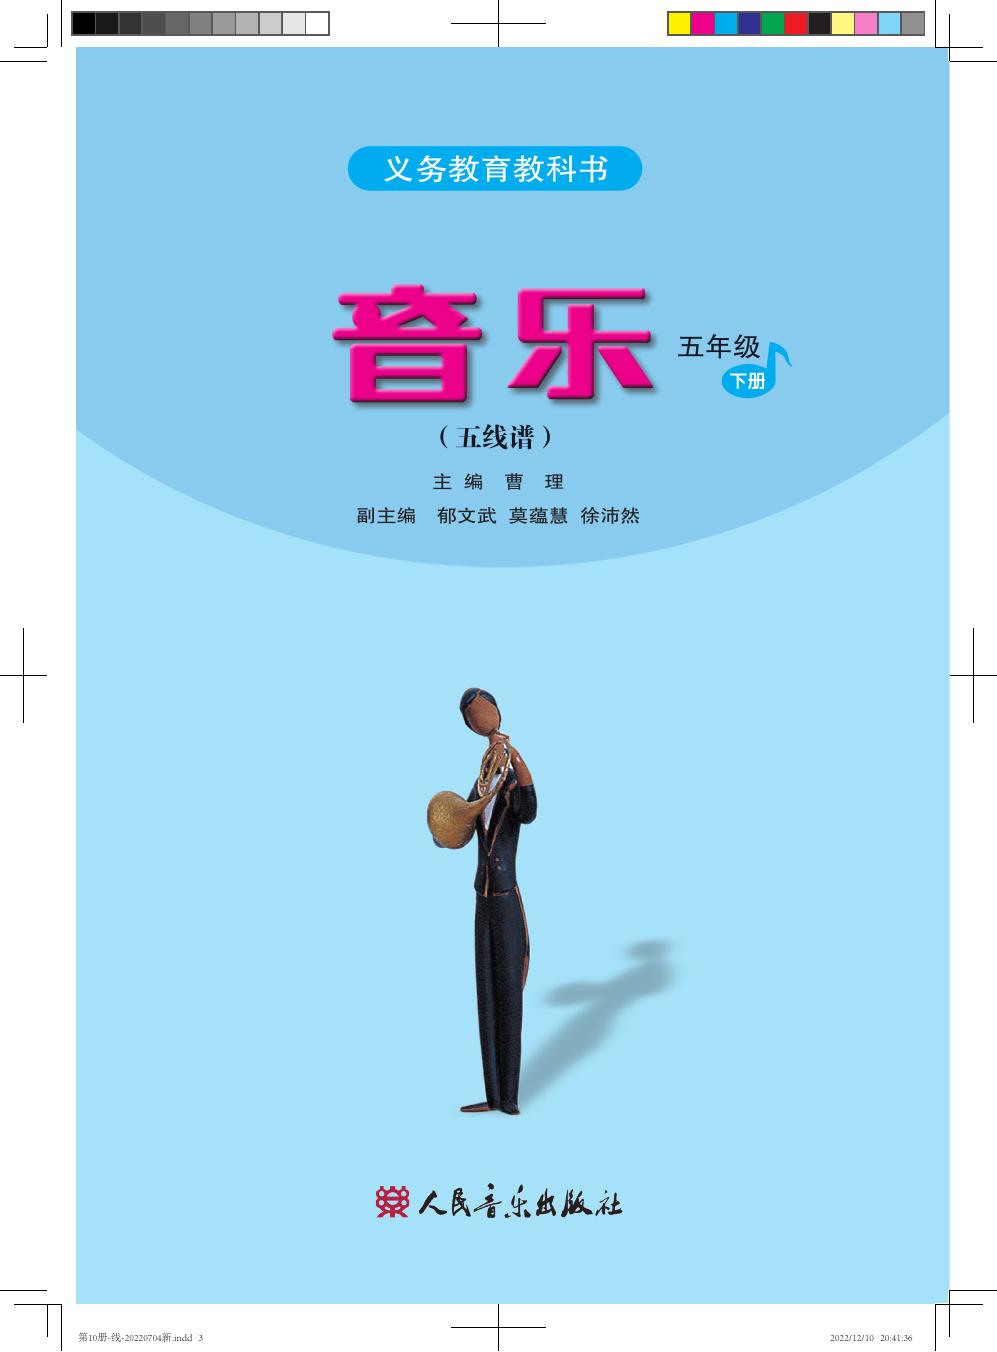 义务教育教科书
音乐
五年级
下册
（五线谱）
主 编 曹 理
副主编 郁文武 莫蕴慧 徐沛然
人民音乐出版社
第10册-线-20220704新.indd 3
2022/12/10 20:41:36